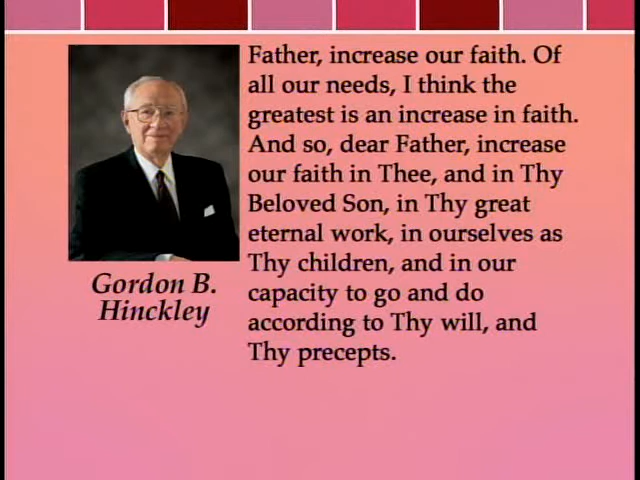 Father, increase our faith. Of
all our needs, I think the
greatest is an increase in faith.
And so, dear Father, increase
our faith in Thee, and in Thy
Beloved Son, in Thy great
eternal work, in ourselves as
Thy children, and in our
capacity to go and do
according to Thy will, and
Thy precepts.
Gordon B.
Hinckley